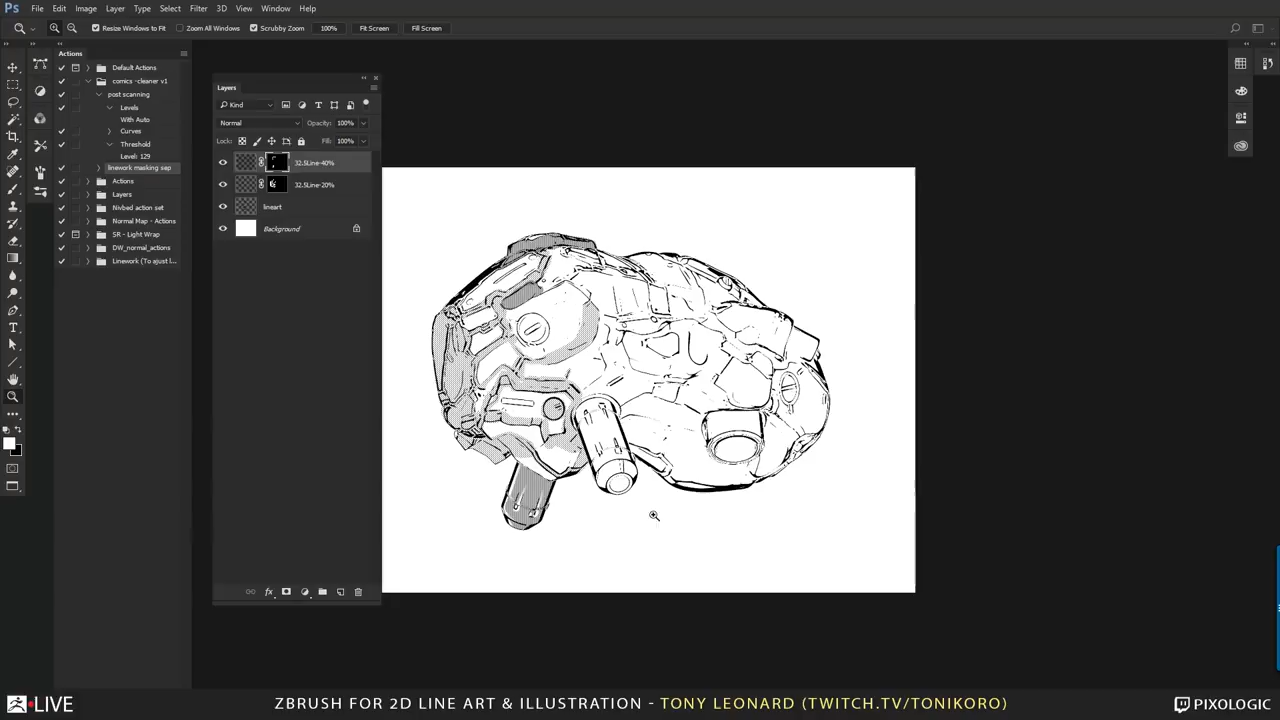 Ps File Edit Image Layer Type Select Filter 3D View Window Help
Resize Windows to Fit Zoom All Windows Scrubby Zoom 100% Fit Screen Fill Screen
Actions
Default Actions
comics -cleaner v1
post scanning
Levels
With Auto
Curves
Threshold
Level: 129
linework masking sap
Actions
Layers
Nivbed action set
Normal Map - Actions
SR - Light Wrap
DW_normal_actions
Linework (To ajust l...
Layers
Kind
Normal Opacity: 100%
Lock: Fill: 100%
32.5Line-40%
32.5Line-20%
lineart
Background
LIVE
ZBRUSH FOR 2D LINE ART & ILLUSTRATION - TONY LEONARD (TWITCH.TV/TONIKORO)
PIXOLOGIC